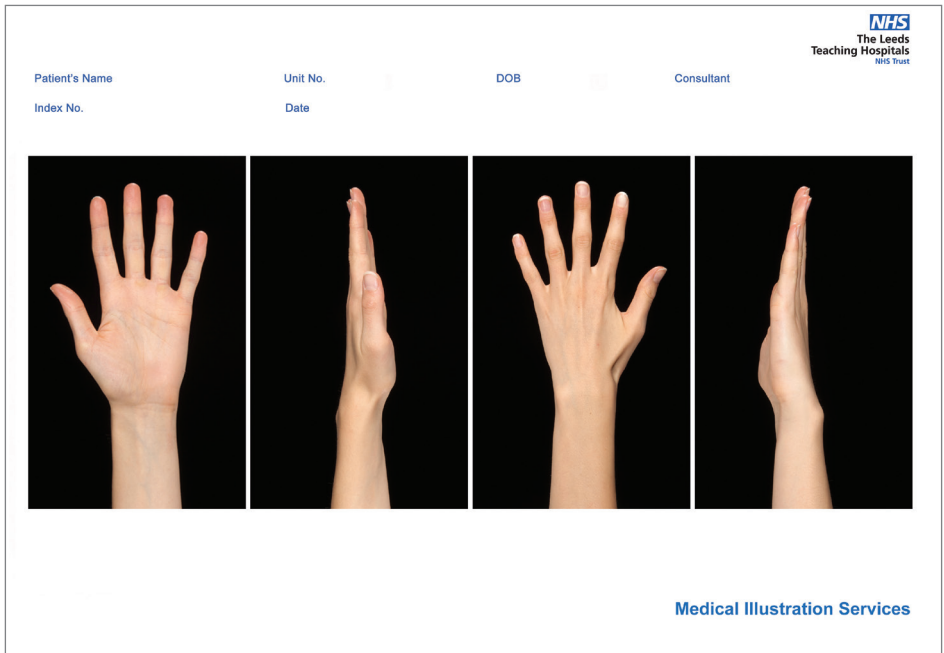 NHS
The Leeds
Teaching Hospitals
NHS Trust
Patient's Name Unit No. DOB Consultant
Index No. Date
Medical Illustration Services